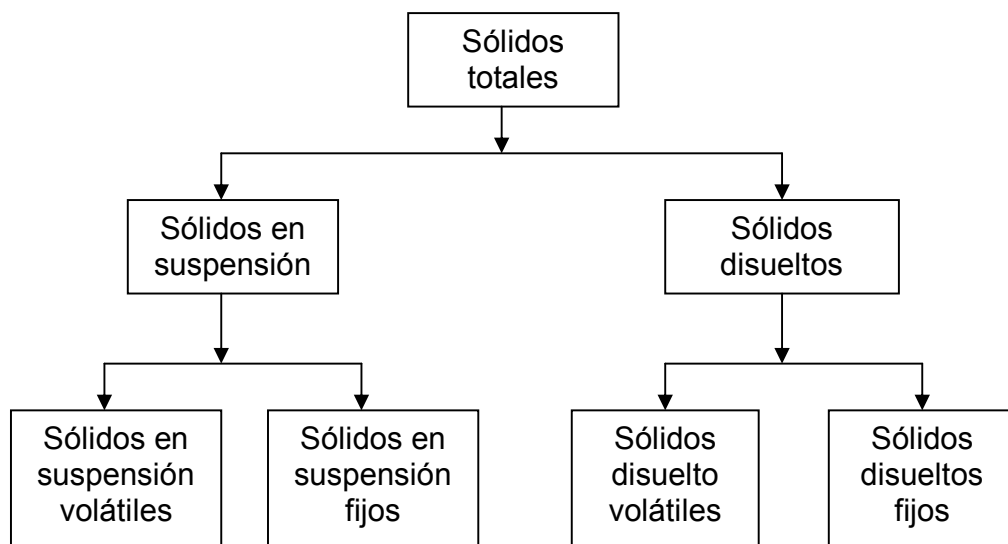 Sólidos
totales
Sólidos en
suspensión
Sólidos
disueltos
Sólidos en
suspensión
volátiles
Sólidos en
suspensión
fijos
Sólidos
disuelto
volátiles
Sólidos
disueltos
fijos